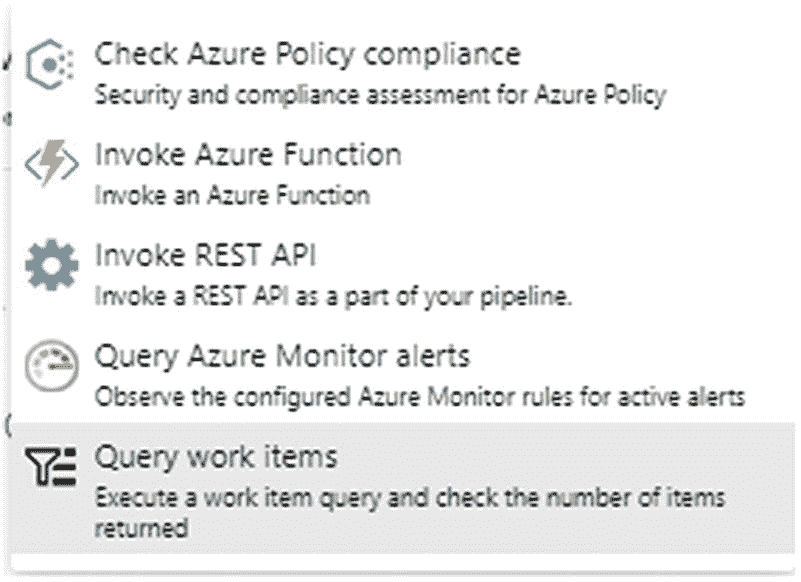 Check Azure Policy compliance
Security and compliance assessment for Azure Policy
Invoke Azure Function
Invoke an Azure Function
Invoke REST API
Invoke a REST API as a part of your pipeline.
Query Azure Monitor alerts
Observe the configured Azure Monitor rules for active alerts
Query work items
Execute a work item query and check the number of items
returned